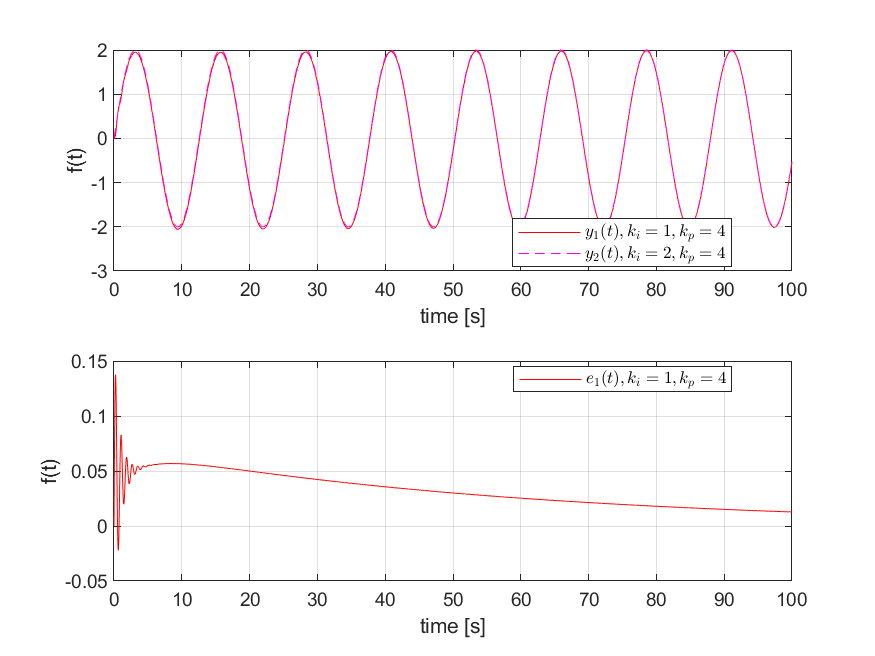 2
1
0
-1
-2
-3
f(t)
y₁(t), kᵢ = 1, kₚ = 4
y₂(t), kᵢ = 2, kₚ = 4
0 10 20 30 40 50 60 70 80 90 100
time [s]
0.15
0.1
0.05
0
-0.05
f(t)
e₁(t), kᵢ = 1, kₚ = 4
0 10 20 30 40 50 60 70 80 90 100
time [s]